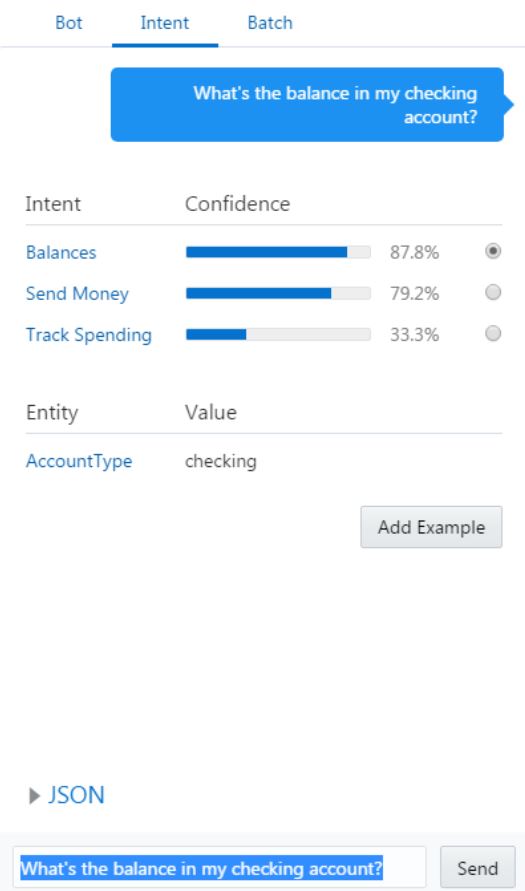 Bot Intent Batch
What's the balance in my checking
account?
Intent Confidence
Balances 87.8%
Send Money 79.2%
Track Spending 33.3%
Entity Value
AccountType checking
Add Example
JSON
What's the balance in my checking account? Send